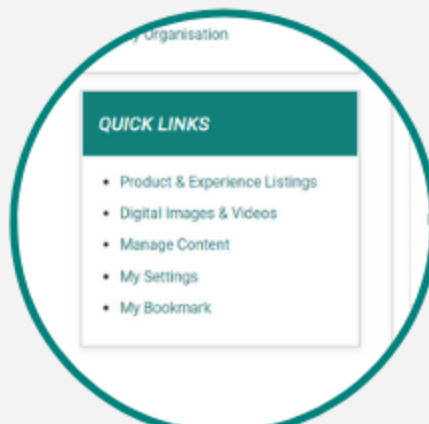 Organisation
QUICK LINKS
Product & Experience Listings
Digital Images & Videos
Manage Content
My Settings
My Bookmark